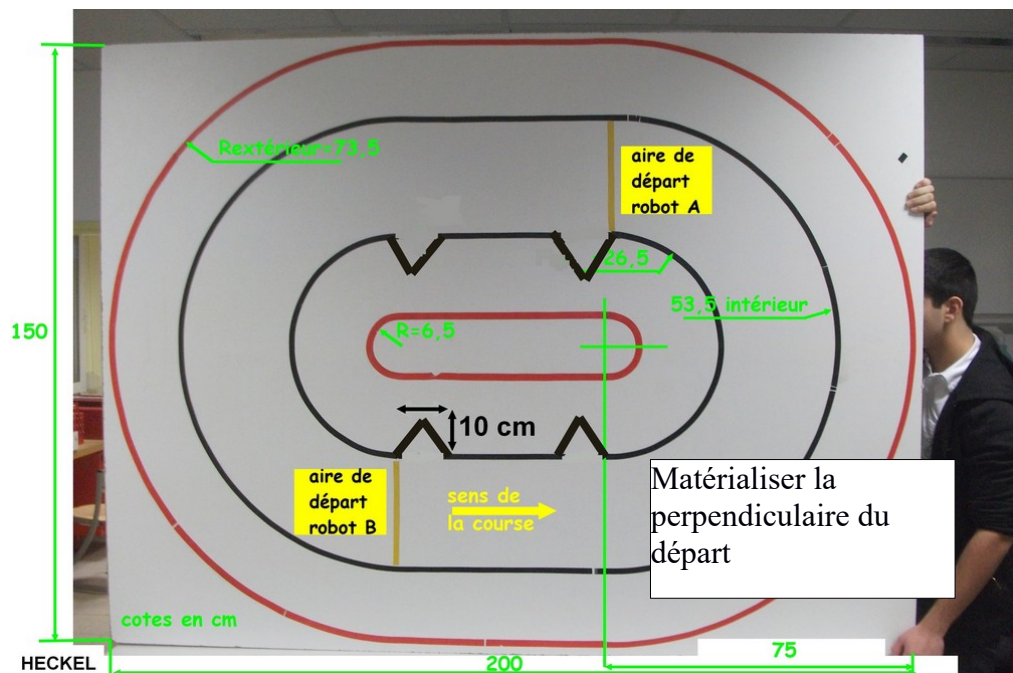 Rextérieur=73,5
aire de
départ
robot A
26,5
53,5 intérieur
150
R=6,5
10 cm
aire de
départ
robot B
sens de
la course
Matérialiser la
perpendiculaire du
départ
cotes en cm
75
HECKEL
200